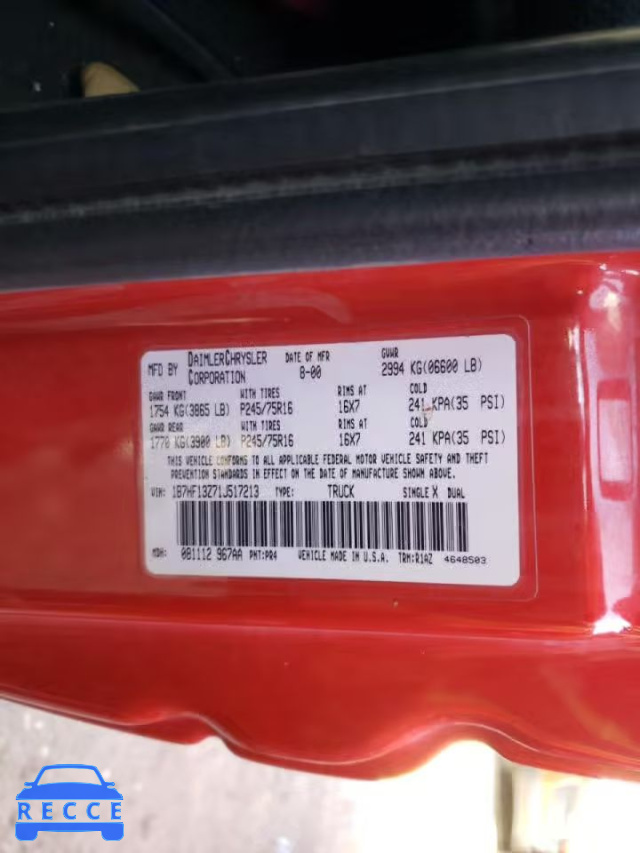 MFG BY DAIMLERCHRYSLER CORPORATION DATE OF MFR 8-00 GVWR 2994 KG(06600 LB)
GAWR FRONT WITH TIRES RIMS AT COLD
1754 KG(3865 LB) P245/75R16 16X7 241 KPA(35 PSI)
GAWR REAR WITH TIRES RIMS AT COLD
1770 KG(3900 LB) P245/75R16 16X7 241 KPA(35 PSI)
THIS VEHICLE CONFORMS TO ALL APPLICABLE FEDERAL MOTOR VEHICLE SAFETY AND THEFT
PREVENTION STANDARDS IN EFFECT ON THE DATE OF MANUFACTURE SHOWN ABOVE.
VIN: 1B7HF13Z71J517213 TYPE: TRUCK SINGLE X DUAL
MDH: 081112 967AA PNT:PR4 VEHICLE MADE IN U.S.A. TRM:R1AZ 4648503
RECCE